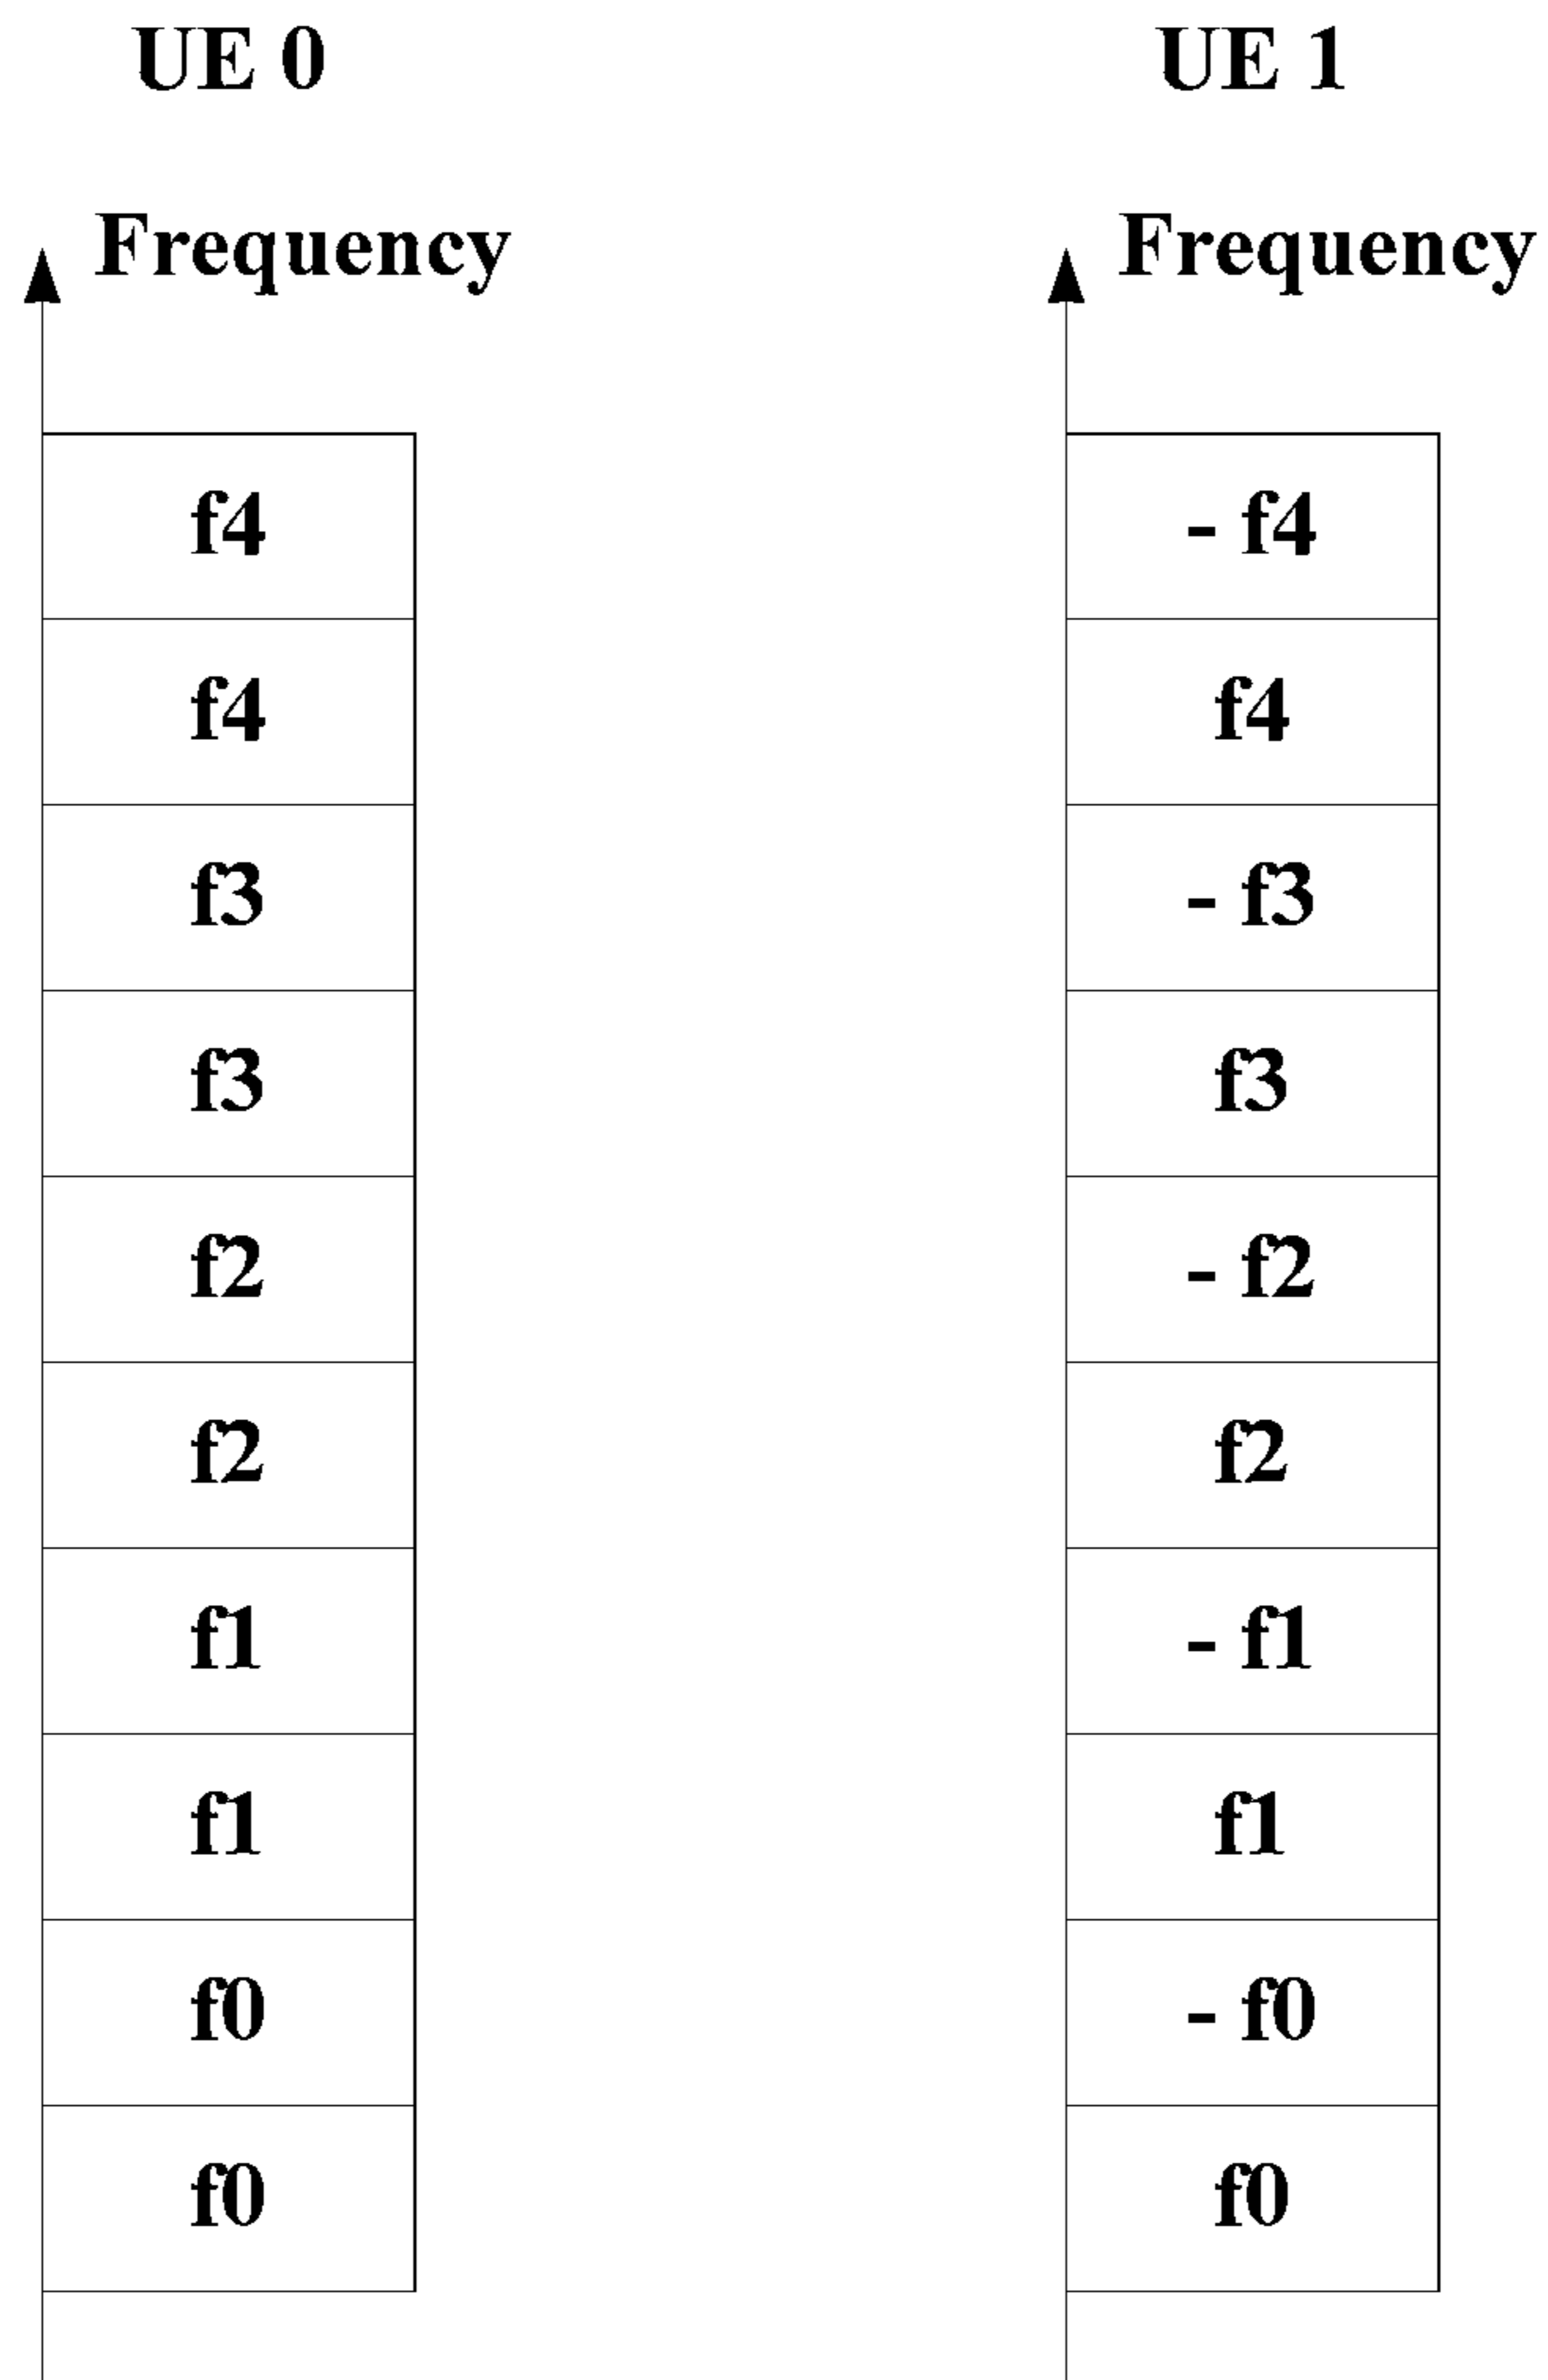 UE 0 UE 1
Frequency Frequency
f4 - f4
f4 f4
f3 - f3
f3 f3
f2 - f2
f2 f2
f1 - f1
f1 f1
f0 - f0
f0 f0